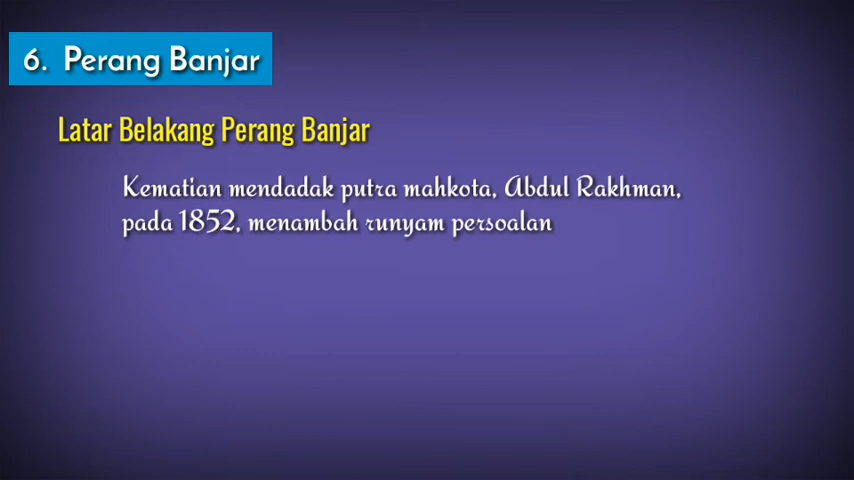 6. Perang Banjar
Latar Belakang Perang Banjar
Kematian mendadak putra mahkota, Abdul Rakhman,
pada 1852, menambah runyam persoalan